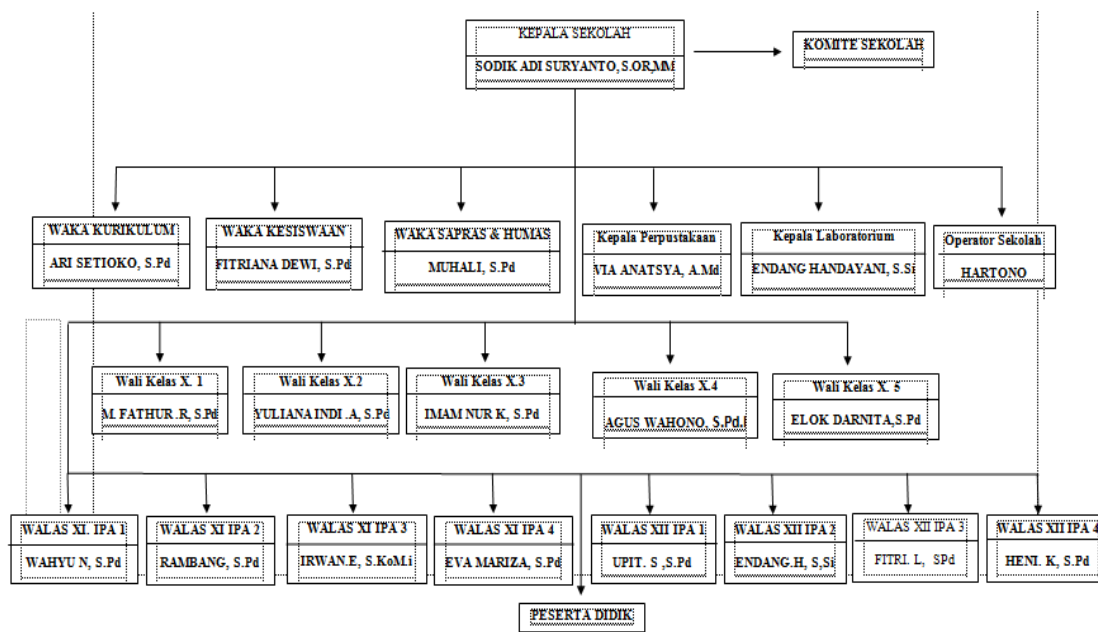 KEPALA SEKOLAH
SODIK ADI SURYANTO, S.OR,MM
KOMITE SEKOLAH
WAKA KURIKULUM
ARI SETIOKO, S.Pd
WAKA KESISWAAN
FITRIANA DEWI, S.Pd
WAKA SAPRAS & HUMAS
MUHALI, S.Pd
Kepala Perpustakaan
VIA ANATSYA, A.Md
Kepala Laboratorium
ENDANG HANDAYANI, S.Si
Operator Sekolah
HARTONO
Wali Kelas X. 1
M. FATHUR .R, S.Pd
Wali Kelas X.2
YULIANA INDI .A, S.Pd
Wali Kelas X.3
IMAM NUR K, S.Pd
Wali Kelas X.4
AGUS WAHONO. S.Pd.I
Wali Kelas X. 5
ELOK DARNITA,S.Pd
WALAS XI. IPA 1
WAHYU N, S.Pd
WALAS XI IPA 2
RAMBANG, S.Pd
WALAS XI IPA 3
IRWAN.E, S.KoM.i
WALAS XI IPA 4
EVA MARIZA, S.Pd
WALAS XII IPA 1
UPIT. S ,S.Pd
WALAS XII IPA 2
ENDANG.H, S,Si
WALAS XII IPA 3
FITRI. L, SPd
WALAS XII IPA 4
HENI. K, S.Pd
PESERTA DIDIK